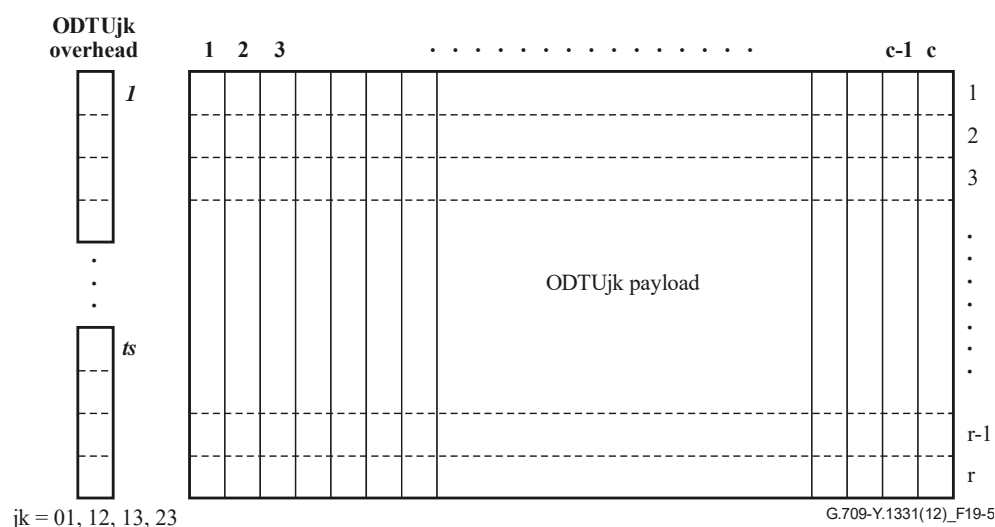 ODTUjk
overhead
1 2 3 . . . . . . . . . . . . . . . c-1 c
1
1
2
3
.
.
.
.
.
.
.
.
.
.
ODTUjk payload
ts
r-1
r
jk = 01, 12, 13, 23
G.709-Y.1331(12)_F19-5